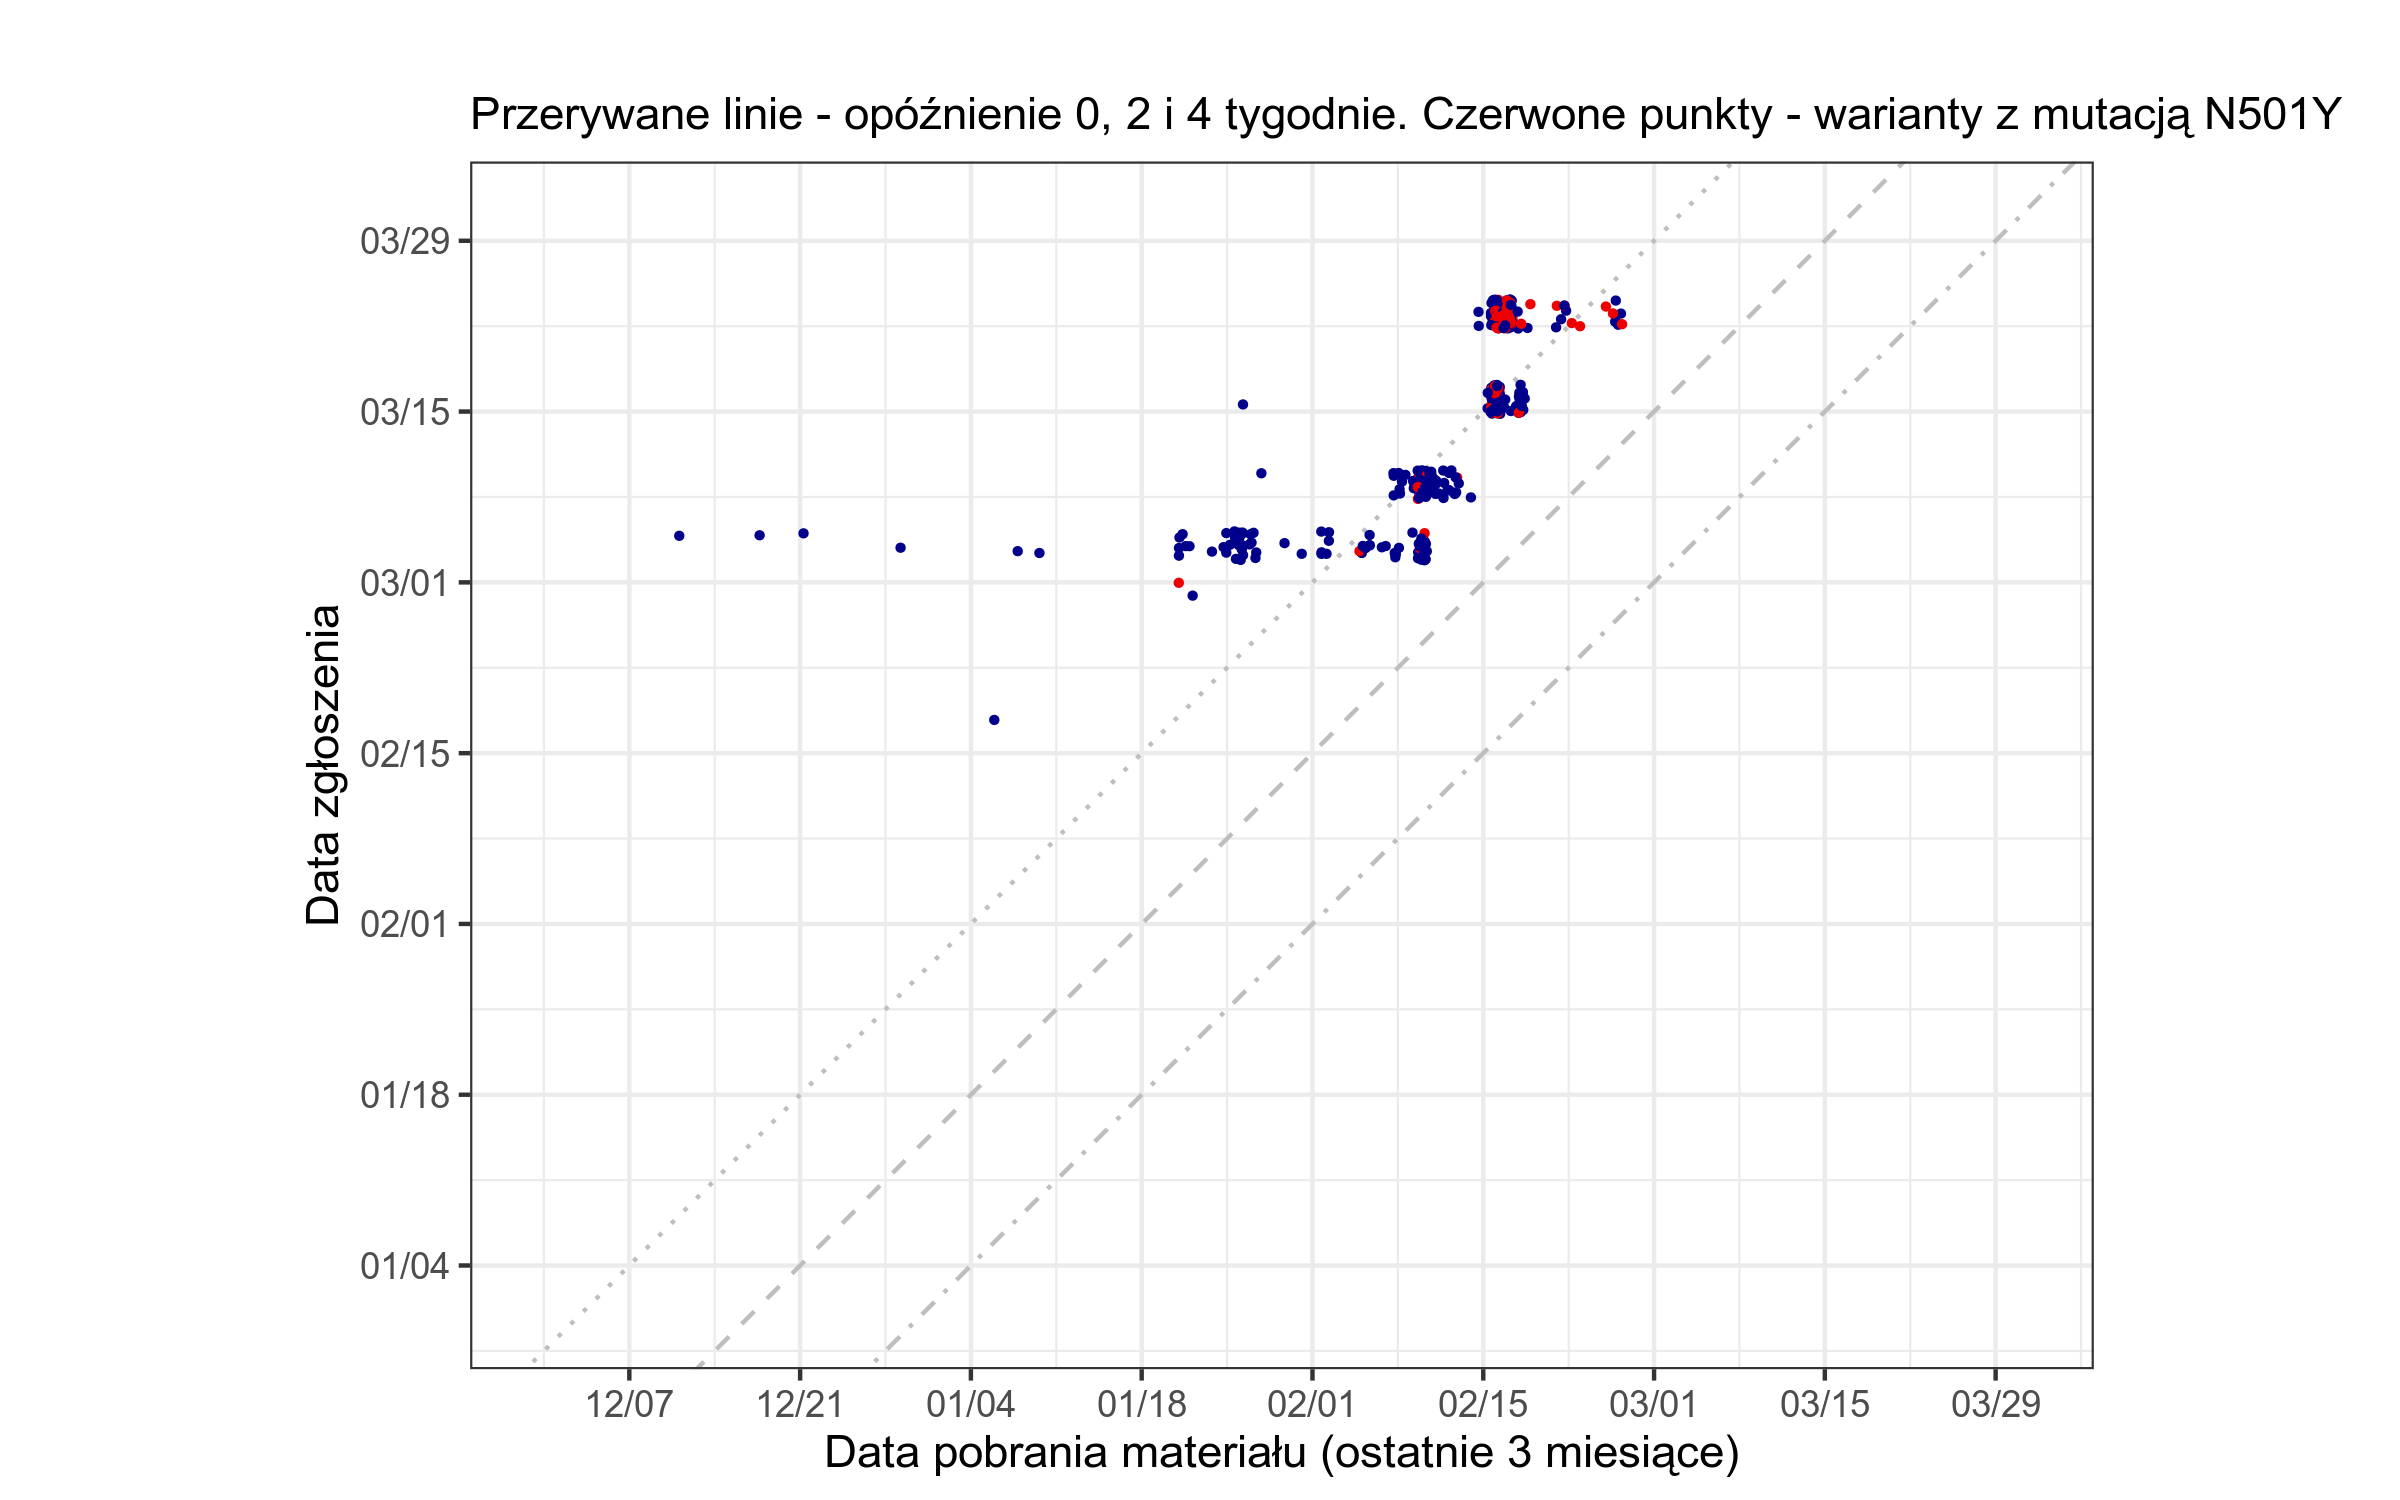 Przerywane linie - opóźnienie 0, 2 i 4 tygodnie. Czerwone punkty - warianty z mutacją N501Y
Data zgłoszenia
03/29
03/15
03/01
02/15
02/01
01/18
01/04
12/07 12/21 01/04 01/18 02/01 02/15 03/01 03/15 03/29
Data pobrania materiału (ostatnie 3 miesiące)